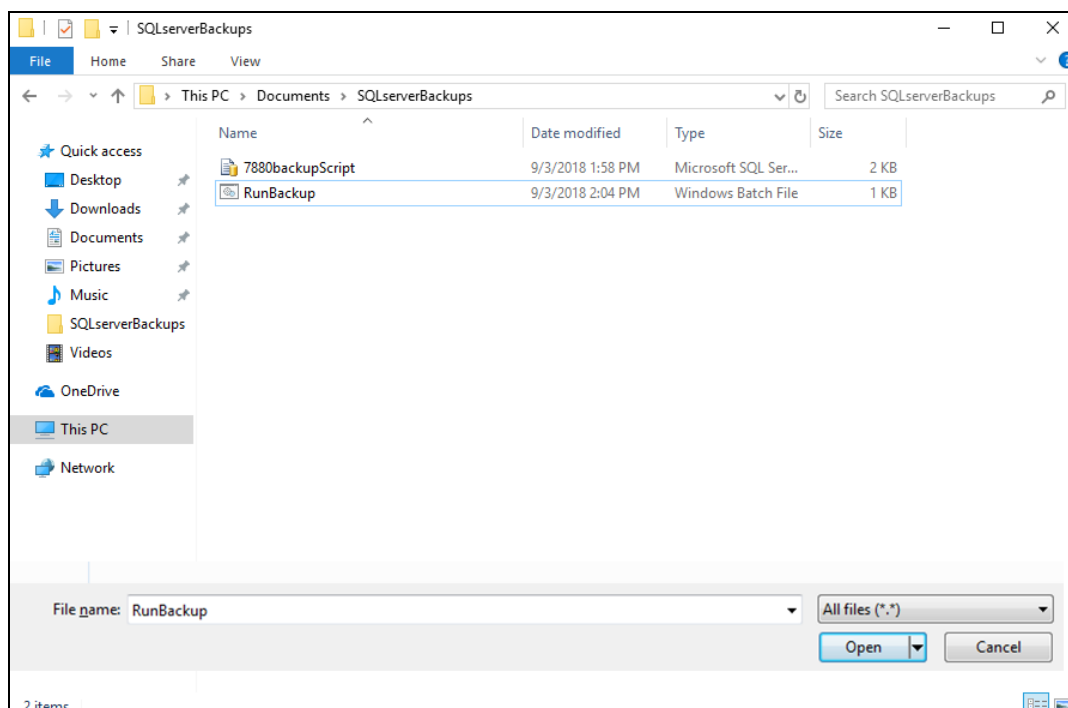 SQLserverBackups
File Home Share View
This PC > Documents > SQLserverBackups Search SQLserverBackups
Name Date modified Type Size
Quick access
7880backupScript 9/3/2018 1:58 PM Microsoft SQL Ser... 2 KB
Desktop
RunBackup 9/3/2018 2:04 PM Windows Batch File 1 KB
Downloads
Documents
Pictures
Music
SQLserverBackups
Videos
OneDrive
This PC
Network
File name: RunBackup All files (*.*)
Open Cancel
2 items